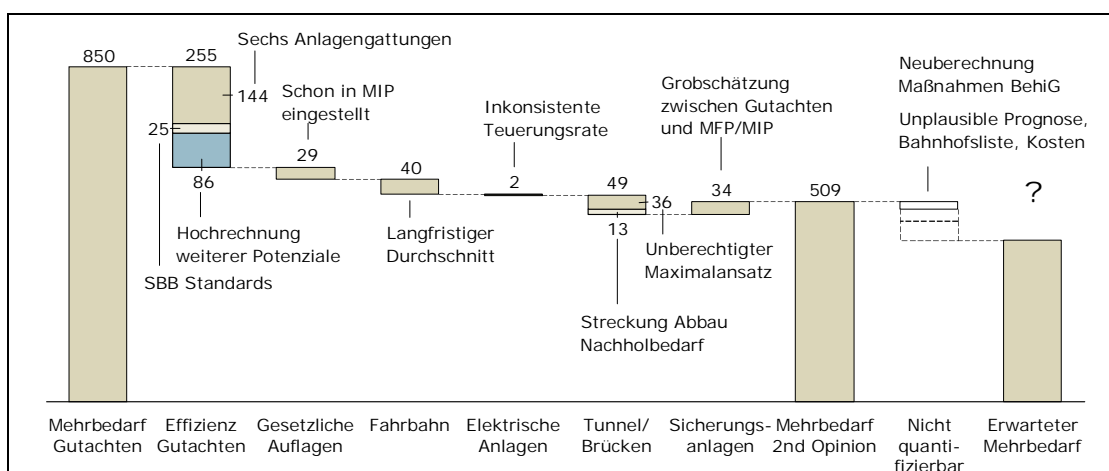 850
255
Sechs Anlagengattungen
144
25
86
Hochrechnung
weiterer Potenziale
SBB Standards
Schon in MIP
eingestellt
29
40
Langfristiger
Durchschnitt
Inkonsistente
Teuerungsrate
2
49
36
13
Unberechtigter
Maximalansatz
Streckung Abbau
Nachholbedarf
Grobschätzung
zwischen Gutachten
und MFP/MIP
34
509
Neuberechnung
Maßnahmen BehiG
Unplausible Prognose,
Bahnhofsliste, Kosten
?
Mehrbedarf
Gutachten
Effizienz
Gutachten
Gesetzliche
Auflagen
Fahrbahn
Elektrische
Anlagen
Tunnel/
Brücken
Sicherungs-
anlagen
Mehrbedarf
2nd Opinion
Nicht
quanti-
fizierbar
Erwarteter
Mehrbedarf